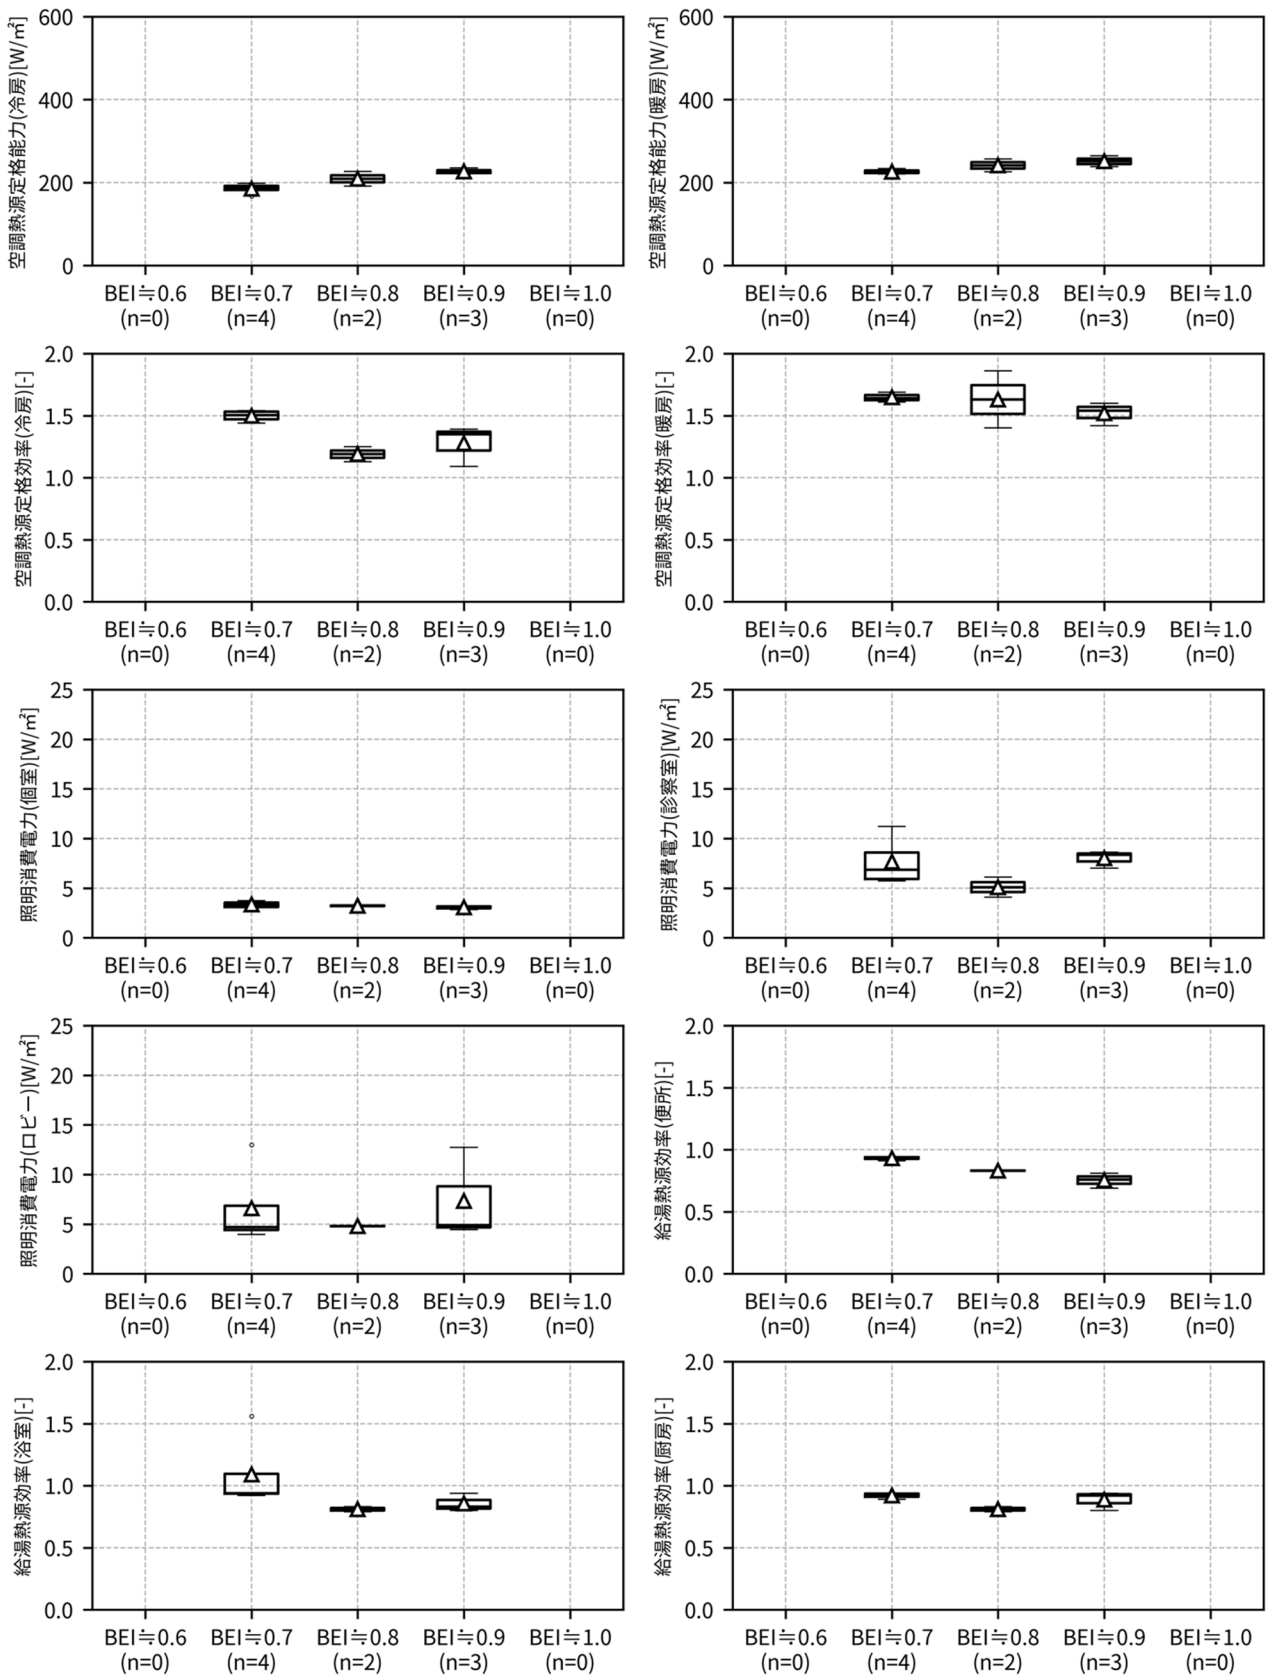 空調熱源定格能力(冷房)[W/㎡]
600
400
200
0
BEI≒0.6 BEI≒0.7 BEI≒0.8 BEI≒0.9 BEI≒1.0
(n=0) (n=4) (n=2) (n=3) (n=0)
空調熱源定格能力(暖房)[W/㎡]
600
400
200
0
BEI≒0.6 BEI≒0.7 BEI≒0.8 BEI≒0.9 BEI≒1.0
(n=0) (n=4) (n=2) (n=3) (n=0)
空調熱源定格効率(冷房)[-]
2.0
1.5
1.0
0.5
0.0
BEI≒0.6 BEI≒0.7 BEI≒0.8 BEI≒0.9 BEI≒1.0
(n=0) (n=4) (n=2) (n=3) (n=0)
空調熱源定格効率(暖房)[-]
2.0
1.5
1.0
0.5
0.0
BEI≒0.6 BEI≒0.7 BEI≒0.8 BEI≒0.9 BEI≒1.0
(n=0) (n=4) (n=2) (n=3) (n=0)
照明消費電力(個室)[W/㎡]
25
20
15
10
5
0
BEI≒0.6 BEI≒0.7 BEI≒0.8 BEI≒0.9 BEI≒1.0
(n=0) (n=4) (n=2) (n=3) (n=0)
照明消費電力(診察室)[W/㎡]
25
20
15
10
5
0
BEI≒0.6 BEI≒0.7 BEI≒0.8 BEI≒0.9 BEI≒1.0
(n=0) (n=4) (n=2) (n=3) (n=0)
照明消費電力(ロビー)[W/㎡]
25
20
15
10
5
0
BEI≒0.6 BEI≒0.7 BEI≒0.8 BEI≒0.9 BEI≒1.0
(n=0) (n=4) (n=2) (n=3) (n=0)
給湯熱源効率(便所)[-]
2.0
1.5
1.0
0.5
0.0
BEI≒0.6 BEI≒0.7 BEI≒0.8 BEI≒0.9 BEI≒1.0
(n=0) (n=4) (n=2) (n=3) (n=0)
給湯熱源効率(浴室)[-]
2.0
1.5
1.0
0.5
0.0
BEI≒0.6 BEI≒0.7 BEI≒0.8 BEI≒0.9 BEI≒1.0
(n=0) (n=4) (n=2) (n=3) (n=0)
給湯熱源効率(厨房)[-]
2.0
1.5
1.0
0.5
0.0
BEI≒0.6 BEI≒0.7 BEI≒0.8 BEI≒0.9 BEI≒1.0
(n=0) (n=4) (n=2) (n=3) (n=0)